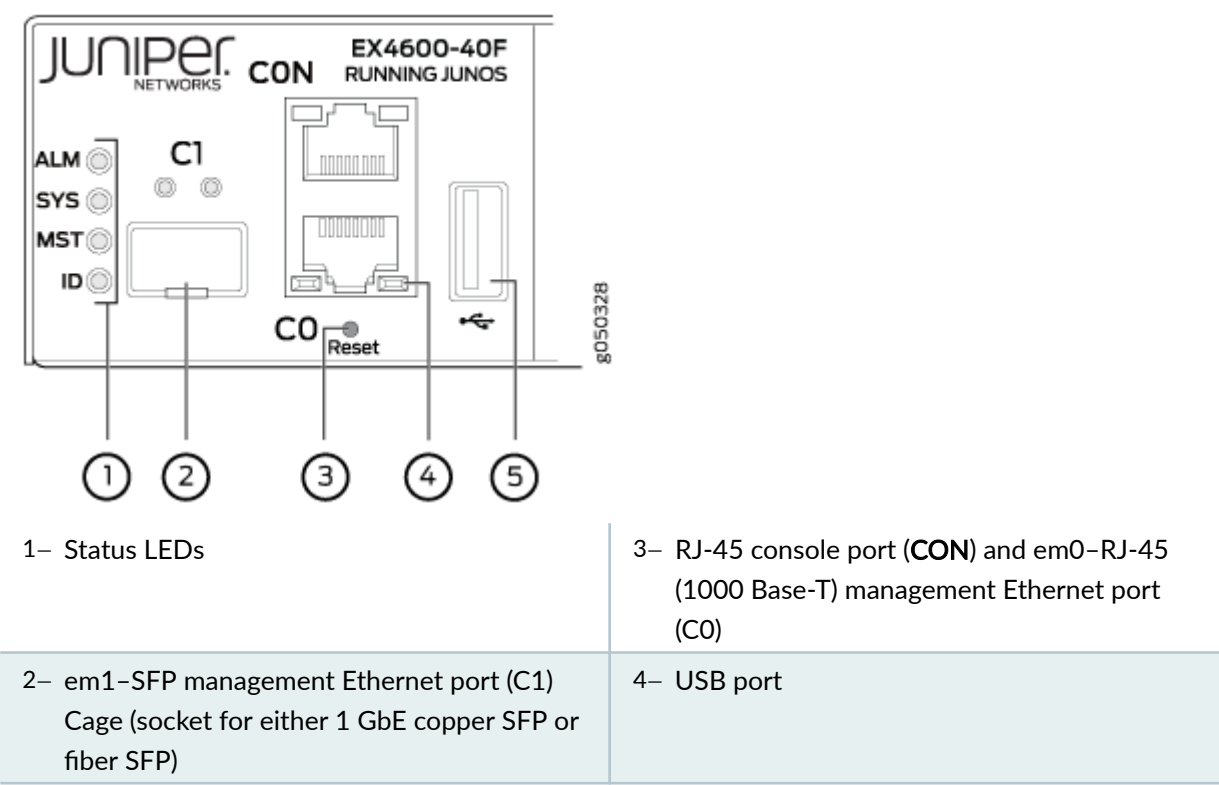 JUNIPER
NETWORKS
CON
EX4600-40F
RUNNING JUNOS
ALM
SYS
MST
ID
C1
C0
Reset
g050328
1
2
3
4
5
1– Status LEDs
3– RJ-45 console port (CON) and em0–RJ-45
(1000 Base-T) management Ethernet port
(C0)
2– em1–SFP management Ethernet port (C1)
Cage (socket for either 1 GbE copper SFP or
fiber SFP)
4– USB port